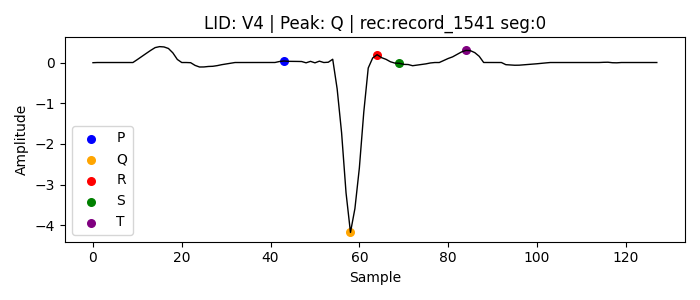 LID: V4 | Peak: Q | rec:record_1541 seg:0
Amplitude
0
−1
−2
−3
−4
P
Q
R
S
T
0 20 40 60 80 100 120
Sample